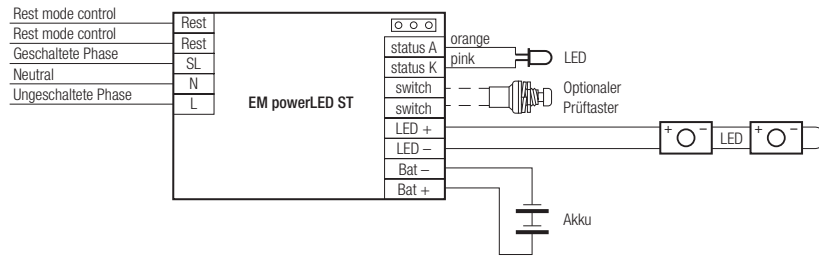 Rest mode control
Rest mode control
Geschaltete Phase
Neutral
Ungeschaltete Phase
Rest
Rest
SL
N
L
EM powerLED ST
status A
status K
switch
switch
LED +
LED –
Bat –
Bat +
orange
pink
LED
Optionaler
Prüftaster
+ –
LED
+ –
Akku